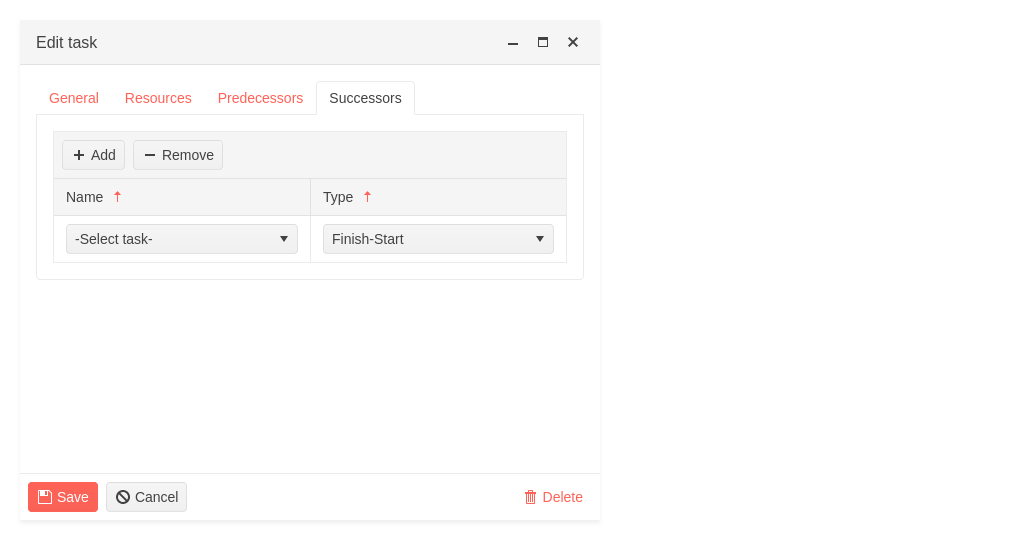 Edit task
General Resources Predecessors Successors
Add Remove
Name Type
-Select task- Finish-Start
Save Cancel Delete